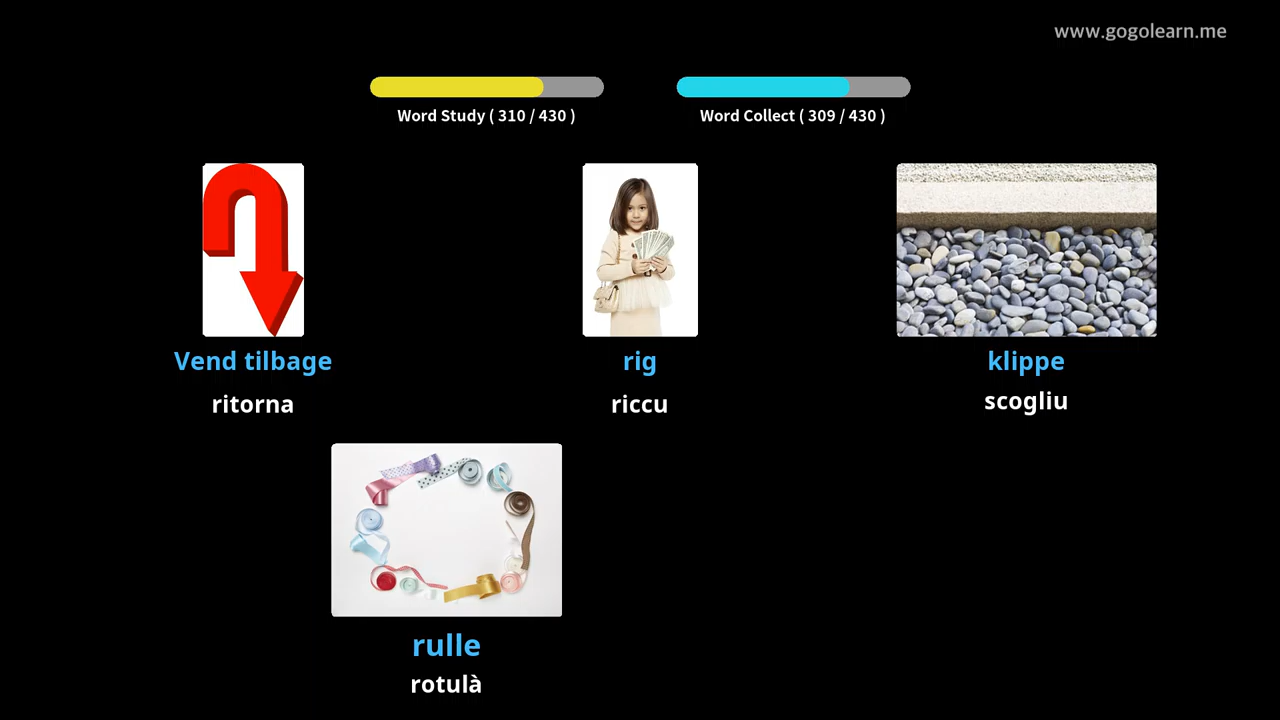 www.gogolearn.me
Word Study ( 310 / 430 )
Word Collect ( 309 / 430 )
Vend tilbage
rig
klippe
ritorna
riccu
scogliu
rulle
rotulà